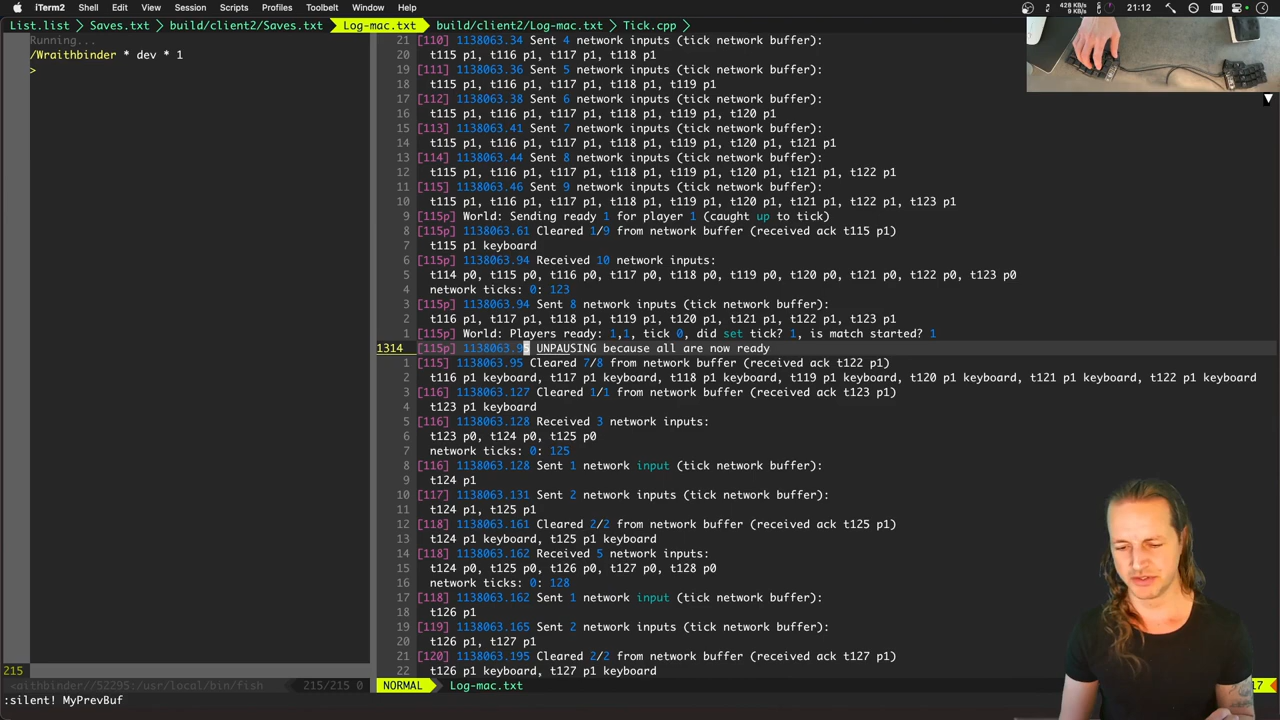 iTerm2 Shell Edit View Session Scripts Profiles Toolbelt Window Help 428 KB/s 9 KB/s 21:12
List.list > Saves.txt > build/client2/Saves.txt Log-mac.txt build/client2/Log-mac.txt > Tick.cpp >
Running...
/Wraithbinder * dev * 1
>
21 [110] 1138063.34 Sent 4 network inputs (tick network buffer):
20 t115 p1, t116 p1, t117 p1, t118 p1
19 [111] 1138063.36 Sent 5 network inputs (tick network buffer):
18 t115 p1, t116 p1, t117 p1, t118 p1, t119 p1
17 [112] 1138063.38 Sent 6 network inputs (tick network buffer):
16 t115 p1, t116 p1, t117 p1, t118 p1, t119 p1, t120 p1
15 [113] 1138063.41 Sent 7 network inputs (tick network buffer):
14 t115 p1, t116 p1, t117 p1, t118 p1, t119 p1, t120 p1, t121 p1
13 [114] 1138063.44 Sent 8 network inputs (tick network buffer):
12 t115 p1, t116 p1, t117 p1, t118 p1, t119 p1, t120 p1, t121 p1, t122 p1
11 [115] 1138063.46 Sent 9 network inputs (tick network buffer):
10 t115 p1, t116 p1, t117 p1, t118 p1, t119 p1, t120 p1, t121 p1, t122 p1, t123 p1
9 [115p] World: Sending ready 1 for player 1 (caught up to tick)
8 [115p] 1138063.61 Cleared 1/9 from network buffer (received ack t115 p1)
7 t115 p1 keyboard
6 [115p] 1138063.94 Received 10 network inputs:
5 t114 p0, t115 p0, t116 p0, t117 p0, t118 p0, t119 p0, t120 p0, t121 p0, t122 p0, t123 p0
4 network ticks: 0: 123
3 [115p] 1138063.94 Sent 8 network inputs (tick network buffer):
2 t116 p1, t117 p1, t118 p1, t119 p1, t120 p1, t121 p1, t122 p1, t123 p1
1 [115p] World: Players ready: 1,1, tick 0, did set tick? 1, is match started? 1
1314 [115p] 1138063.95 UNPAUSING because all are now ready
1 [115] 1138063.95 Cleared 7/8 from network buffer (received ack t122 p1)
2 t116 p1 keyboard, t117 p1 keyboard, t118 p1 keyboard, t119 p1 keyboard, t120 p1 keyboard, t121 p1 keyboard, t122 p1 keyboard
3 [116] 1138063.127 Cleared 1/1 from network buffer (received ack t123 p1)
4 t123 p1 keyboard
5 [116] 1138063.128 Received 3 network inputs:
6 t123 p0, t124 p0, t125 p0
7 network ticks: 0: 125
8 [116] 1138063.128 Sent 1 network input (tick network buffer):
9 t124 p1
10 [117] 1138063.131 Sent 2 network inputs (tick network buffer):
11 t124 p1, t125 p1
12 [118] 1138063.161 Cleared 2/2 from network buffer (received ack t125 p1)
13 t124 p1 keyboard, t125 p1 keyboard
14 [118] 1138063.162 Received 5 network inputs:
15 t124 p0, t125 p0, t126 p0, t127 p0, t128 p0
16 network ticks: 0: 128
17 [118] 1138063.162 Sent 1 network input (tick network buffer):
18 t126 p1
19 [119] 1138063.165 Sent 2 network inputs (tick network buffer):
20 t126 p1, t127 p1
21 [120] 1138063.195 Cleared 2/2 from network buffer (received ack t127 p1)
22 t126 p1 keyboard, t127 p1 keyboard
215
<aithbinder//52295:/usr/local/bin/fish 215/215 0 NORMAL Log-mac.txt 17
:silent! MyPrevBuf